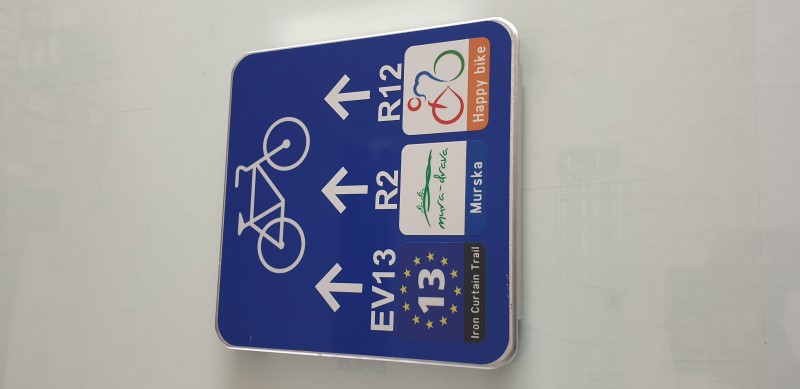 EV13 R2 R12
13
mura-drava
Iron Curtain Trail
Murska
Happy bike